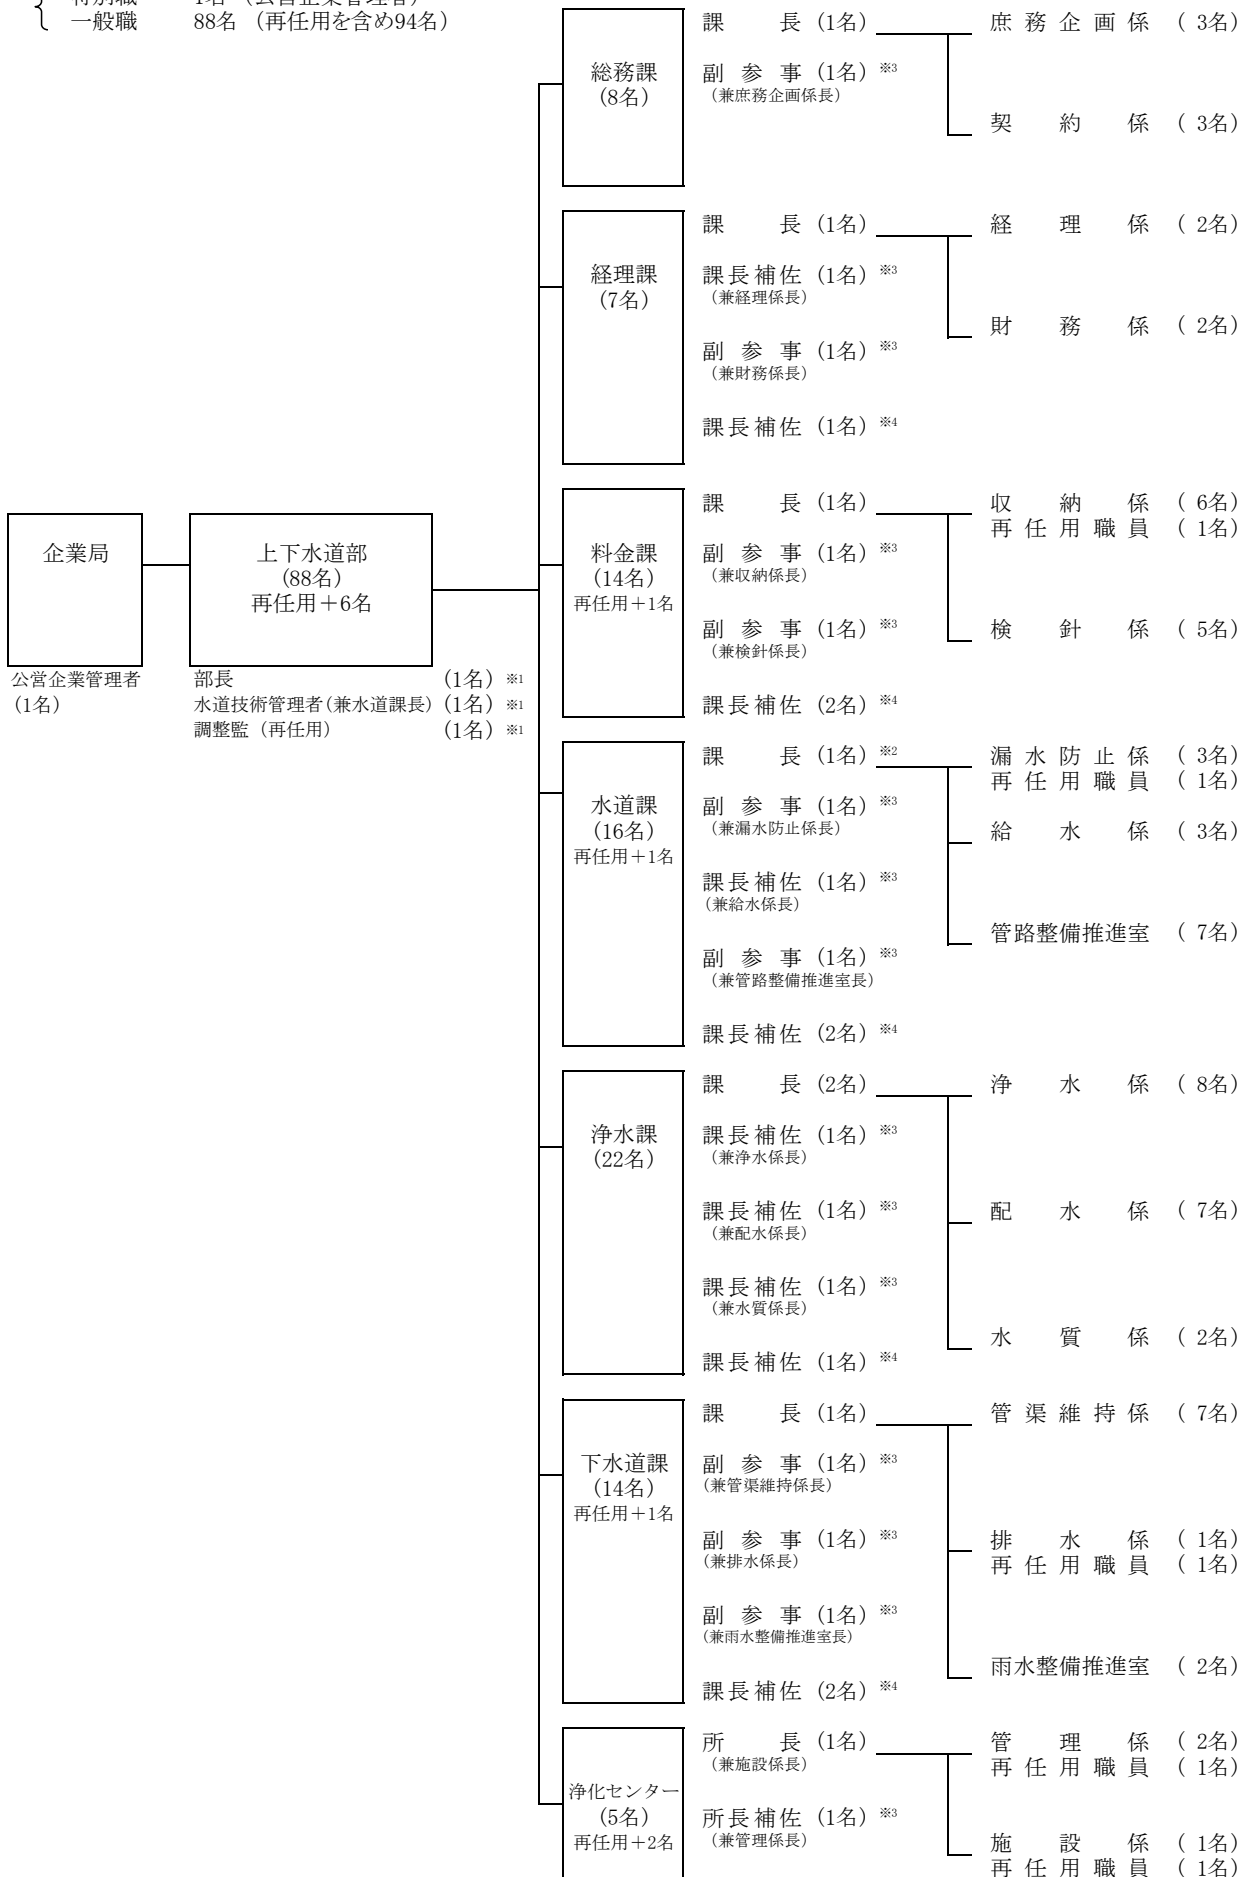 一般職 88名 （再任用を含め94名）
企業局
公営企業管理者
(1名)
上下水道部
(88名)
再任用＋6名
部長 (1名) ※1
水道技術管理者(兼水道課長) (1名) ※1
調整監（再任用） (1名) ※1
総務課
(8名)
課長 (1名)
副参事 (1名) ※3
(兼庶務企画係長)
庶務企画係 ( 3名)
契約係 ( 3名)
経理課
(7名)
課長 (1名)
課長補佐 (1名) ※3
(兼経理係長)
副参事 (1名) ※3
(兼財務係長)
課長補佐 (1名) ※4
経理係 ( 2名)
財務係 ( 2名)
料金課
(14名)
再任用＋1名
課長 (1名)
副参事 (1名) ※3
(兼収納係長)
副参事 (1名) ※3
(兼検針係長)
課長補佐 (2名) ※4
収納係 ( 6名)
再任用職員 ( 1名)
検針係 ( 5名)
水道課
(16名)
再任用＋1名
課長 (1名) ※2
副参事 (1名) ※3
(兼漏水防止係長)
課長補佐 (1名) ※3
(兼給水係長)
副参事 (1名) ※3
(兼管路整備推進室長)
課長補佐 (2名) ※4
漏水防止係 ( 3名)
再任用職員 ( 1名)
給水係 ( 3名)
管路整備推進室 ( 7名)
浄水課
(22名)
課長 (2名)
課長補佐 (1名) ※3
(兼浄水係長)
課長補佐 (1名) ※3
(兼配水係長)
課長補佐 (1名) ※3
(兼水質係長)
課長補佐 (1名) ※4
浄水係 ( 8名)
配水係 ( 7名)
水質係 ( 2名)
下水道課
(14名)
再任用＋1名
課長 (1名)
副参事 (1名) ※3
(兼管渠維持係長)
副参事 (1名) ※3
(兼排水係長)
副参事 (1名) ※3
(兼雨水整備推進室長)
課長補佐 (2名) ※4
管渠維持係 ( 7名)
排水係 ( 1名)
再任用職員 ( 1名)
雨水整備推進室 ( 2名)
浄化センター
(5名)
再任用＋2名
所長 (1名)
(兼施設係長)
所長補佐 (1名) ※3
(兼管理係長)
管理係 ( 2名)
再任用職員 ( 1名)
施設係 ( 1名)
再任用職員 ( 1名)